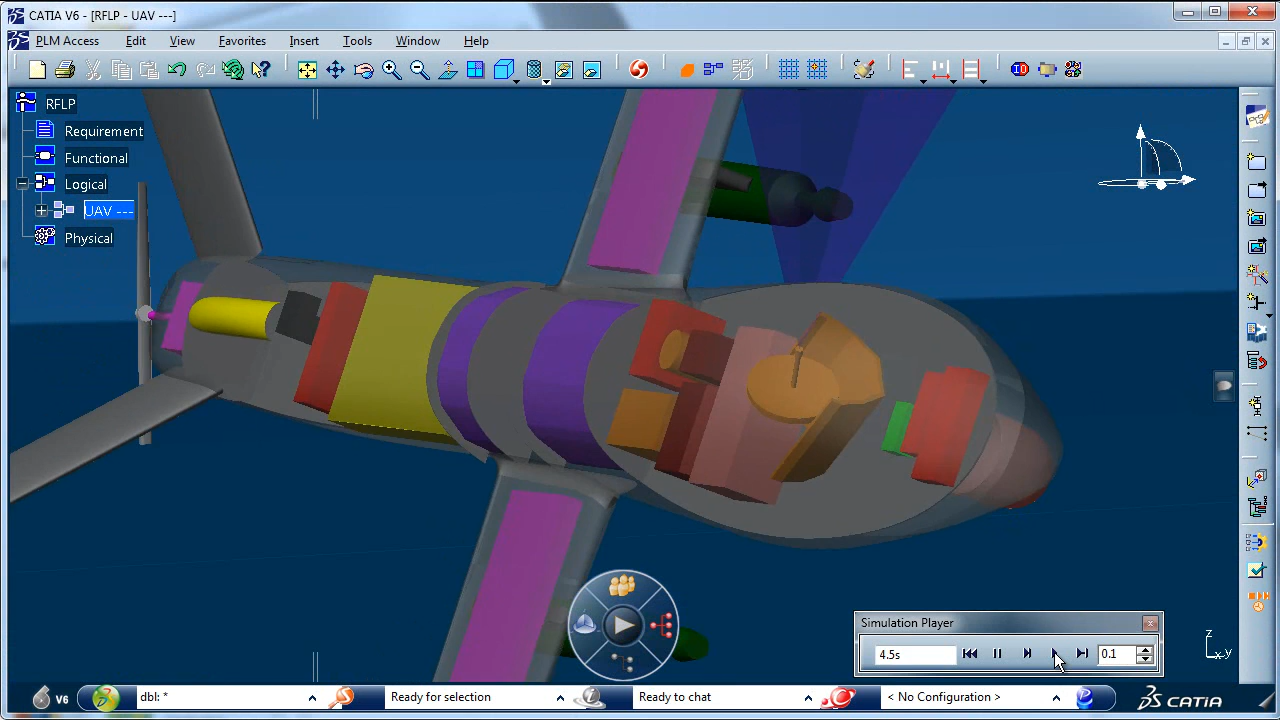 CATIA V6 - [RFLP - UAV ---]
PLM Access Edit View Favorites Insert Tools Window Help
RFLP
Requirement
Functional
Logical
UAV ---
Physical
Simulation Player
4.5s 0.1
z
x y
V6 dbl: * Ready for selection Ready to chat < No Configuration > CATIA